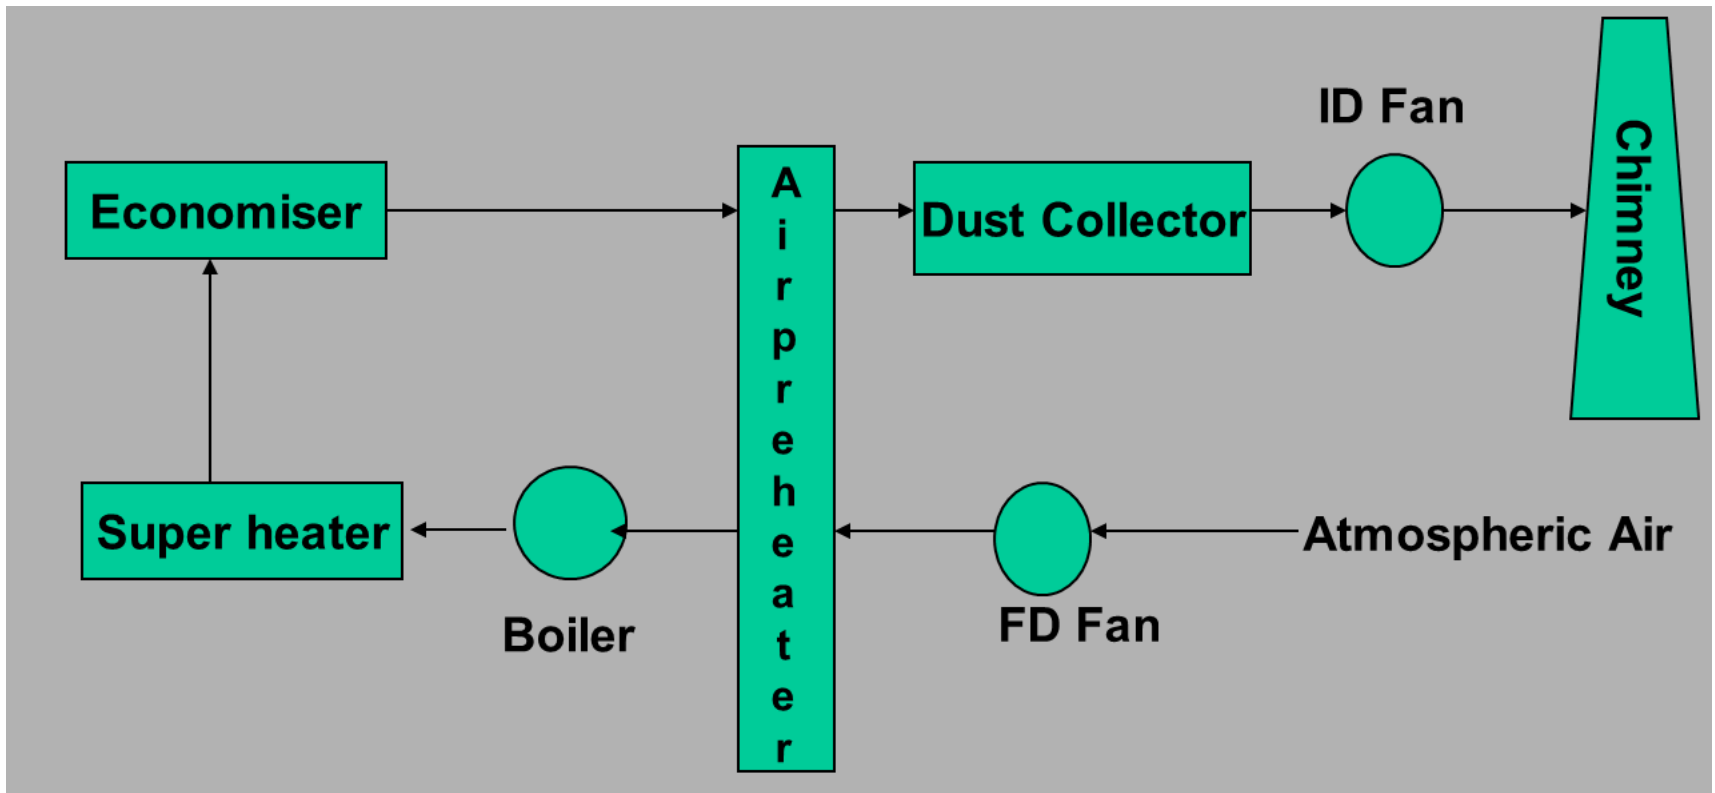 ID Fan
Chimney
Economiser
Airpreheater
Dust Collector
Super heater
Boiler
FD Fan
Atmospheric Air